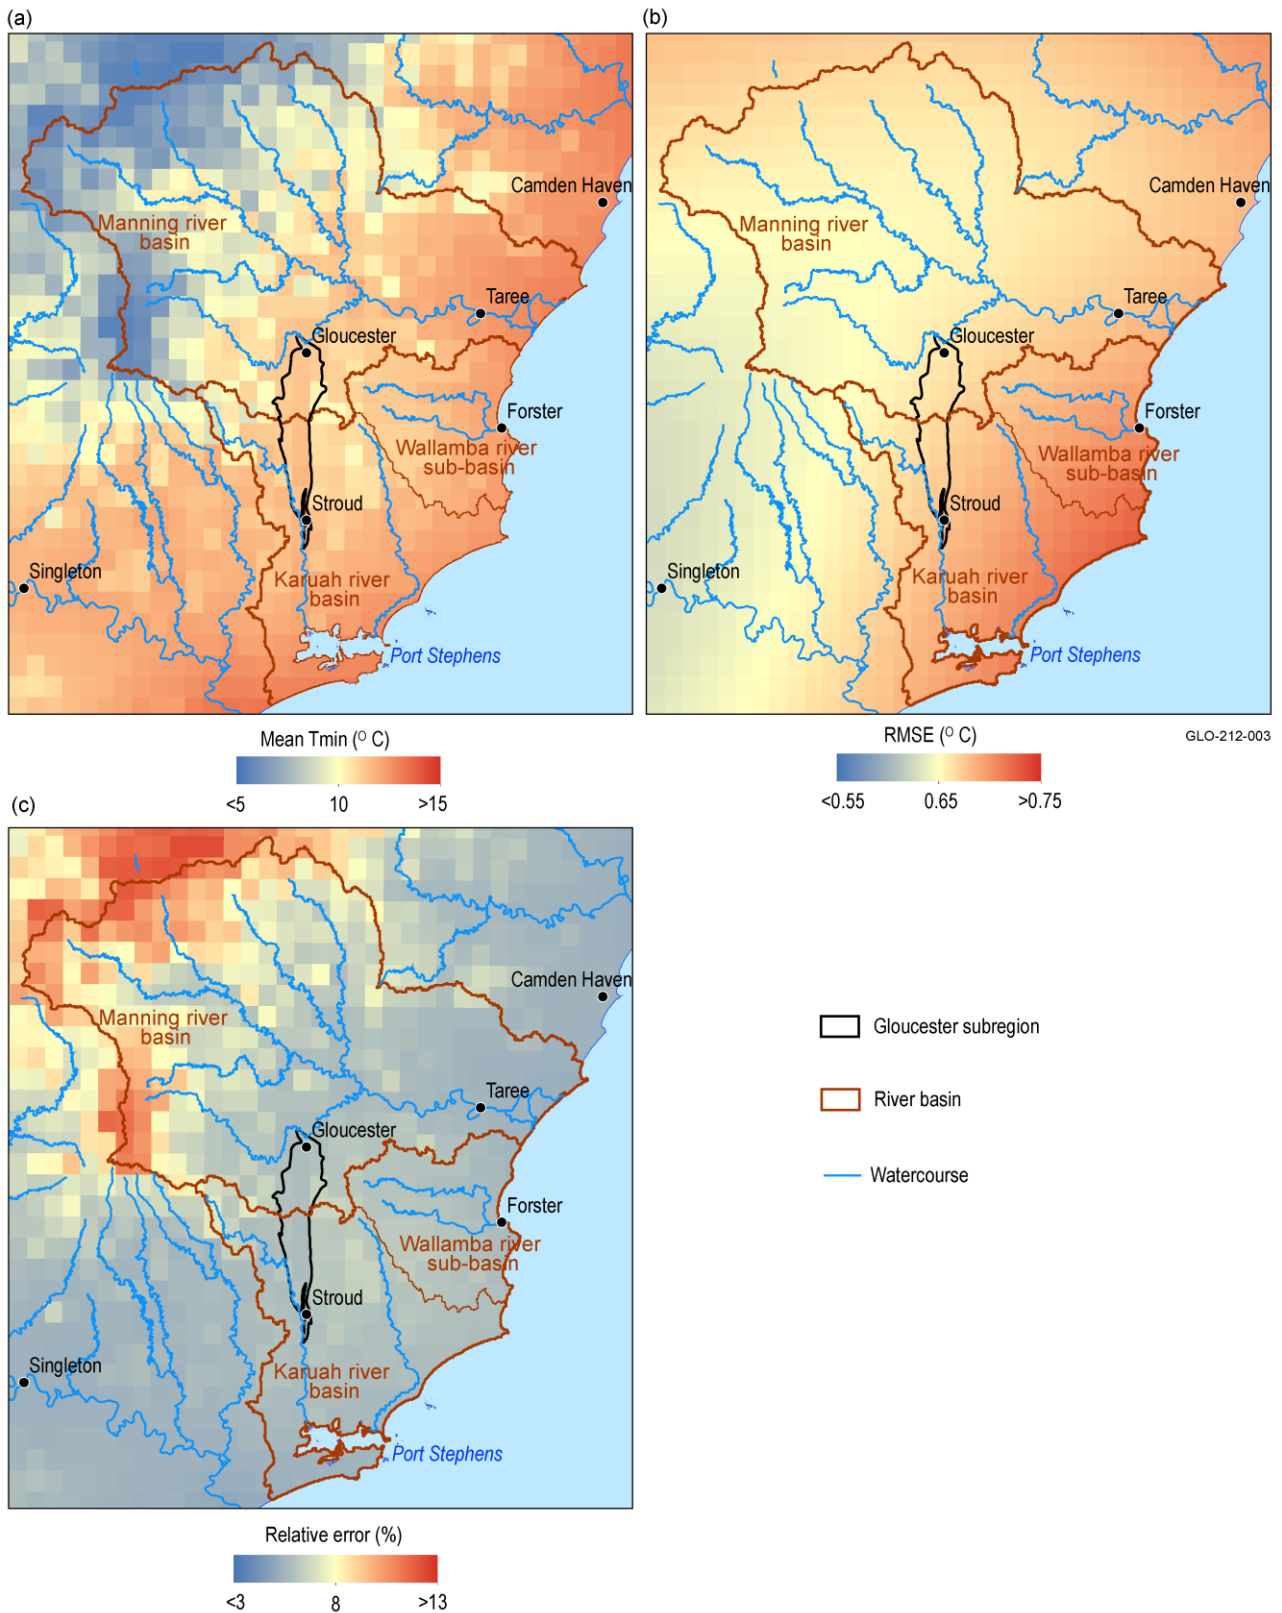 (a)
Camden Haven
Manning river
basin
Taree
Gloucester
Forster
Wallamba river
sub-basin
Stroud
Singleton
Karuah river
basin
Port Stephens
Mean Tmin (O C)
<5 10 >15
(b)
Camden Haven
Manning river
basin
Taree
Gloucester
Forster
Wallamba river
sub-basin
Stroud
Singleton
Karuah river
basin
Port Stephens
RMSE (O C)
<0.55 0.65 >0.75
GLO-212-003
(c)
Camden Haven
Manning river
basin
Taree
Gloucester
Forster
Wallamba river
sub-basin
Stroud
Singleton
Karuah river
basin
Port Stephens
Relative error (%)
<3 8 >13
Gloucester subregion
River basin
Watercourse